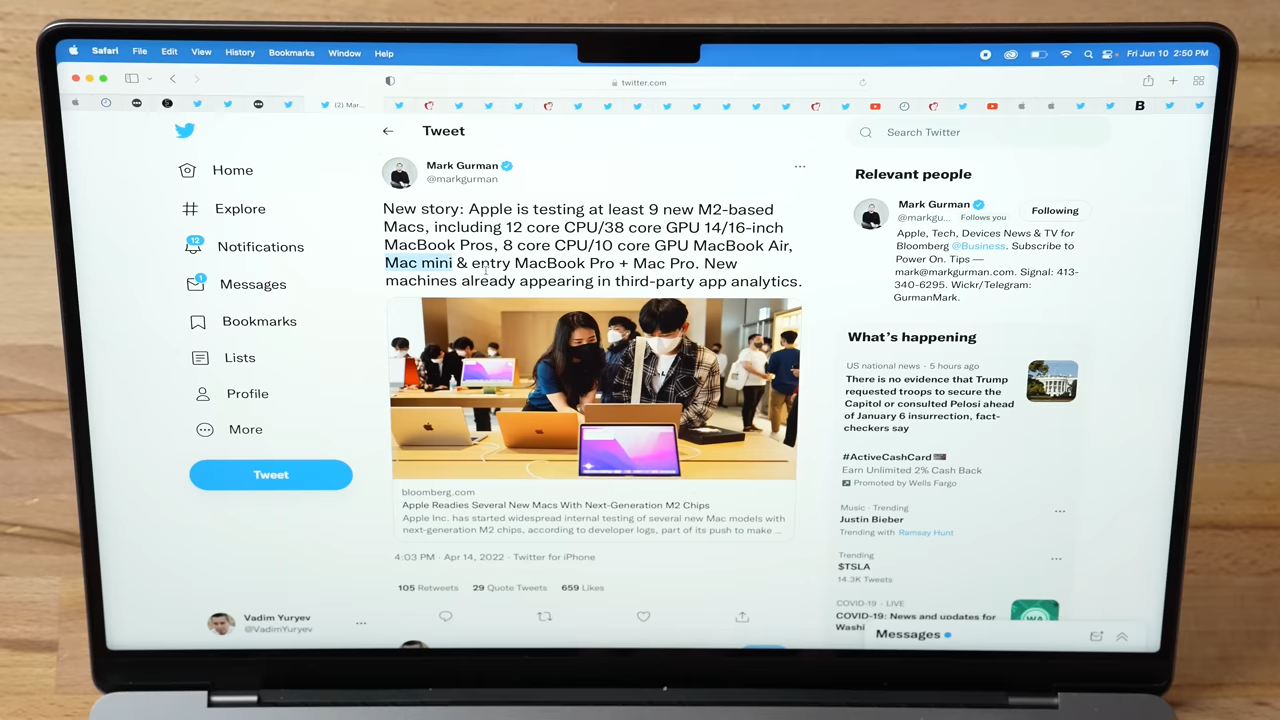 Safari File Edit View History Bookmarks Window Help
Fri Jun 10 2:50 PM
twitter.com
(2) Mar...
B
Home
Explore
12
Notifications
1
Messages
Bookmarks
Lists
Profile
More
Tweet
Vadim Yuryev
@VadimYuryev
Tweet
Mark Gurman
@markgurman
New story: Apple is testing at least 9 new M2-based
Macs, including 12 core CPU/38 core GPU 14/16-inch
MacBook Pros, 8 core CPU/10 core GPU MacBook Air,
Mac mini & entry MacBook Pro + Mac Pro. New
machines already appearing in third-party app analytics.
bloomberg.com
Apple Readies Several New Macs With Next-Generation M2 Chips
Apple Inc. has started widespread internal testing of several new Mac models with
next-generation M2 chips, according to developer logs, part of its push to make ...
4:03 PM · Apr 14, 2022 · Twitter for iPhone
105 Retweets 29 Quote Tweets 659 Likes
Search Twitter
Relevant people
Mark Gurman
@markgu... Follows you
Following
Apple, Tech, Devices News & TV for
Bloomberg @Business. Subscribe to
Power On. Tips —
mark@markgurman.com. Signal: 413-
340-6295. Wickr/Telegram:
GurmanMark.
What's happening
US national news · 5 hours ago
There is no evidence that Trump
requested troops to secure the
Capitol or consulted Pelosi ahead
of January 6 insurrection, fact-
checkers say
#ActiveCashCard
Earn Unlimited 2% Cash Back
Promoted by Wells Fargo
Music · Trending
Justin Bieber
Trending with Ramsay Hunt
Trending
$TSLA
14.3K Tweets
COVID-19 · LIVE
COVID-19: News and updates for
Washi
WA
Messages